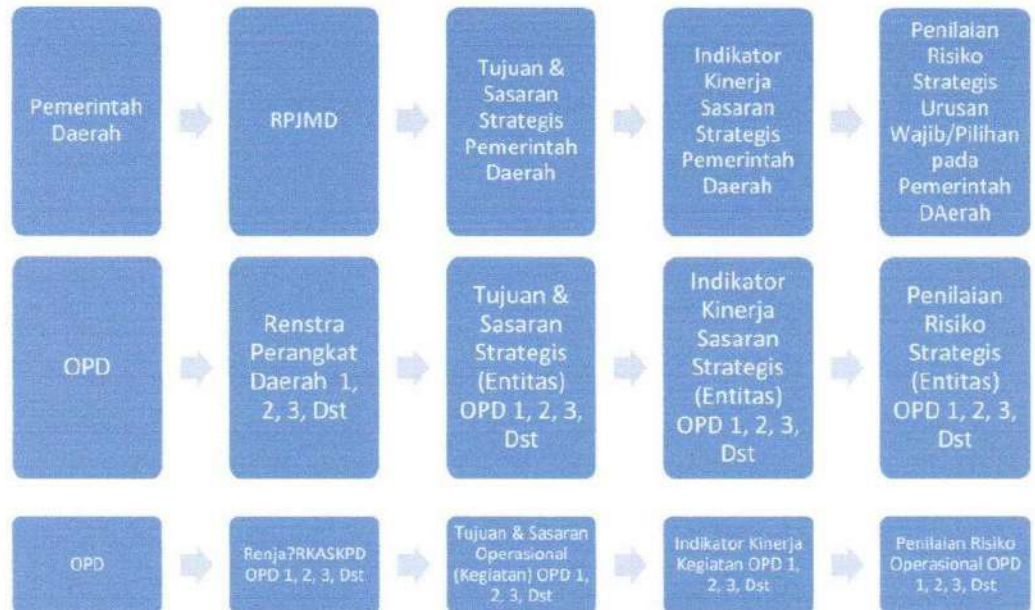 Pemerintah
Daerah
RPJMD
Tujuan &
Sasaran
Strategis
Pemerintah
Daerah
Indikator
Kinerja
Sasaran
Strategis
Pemerintah
Daerah
Penilaian
Risiko
Strategis
Urusan
Wajib/Pilihan
pada
Pemerintah
DAerah
OPD
Renstra
Perangkat
Daerah 1,
2, 3, Dst
Tujuan &
Sasaran
Strategis
(Entitas)
OPD 1, 2, 3,
Dst
Indikator
Kinerja
Sasaran
Strategis
(Entitas)
OPD 1, 2, 3,
Dst
Penilaian
Risiko
Strategis
(Entitas)
OPD 1, 2, 3,
Dst
OPD
Renja?RKASKPD
OPD 1, 2, 3, Dst
Tujuan & Sasaran
Operasional
(Kegiatan) OPD 1,
2, 3, Dst
Indikator Kinerja
Kegiatan OPD 1,
2, 3, Dst
Penilaian Risiko
Operasional OPD
1, 2, 3, Dst